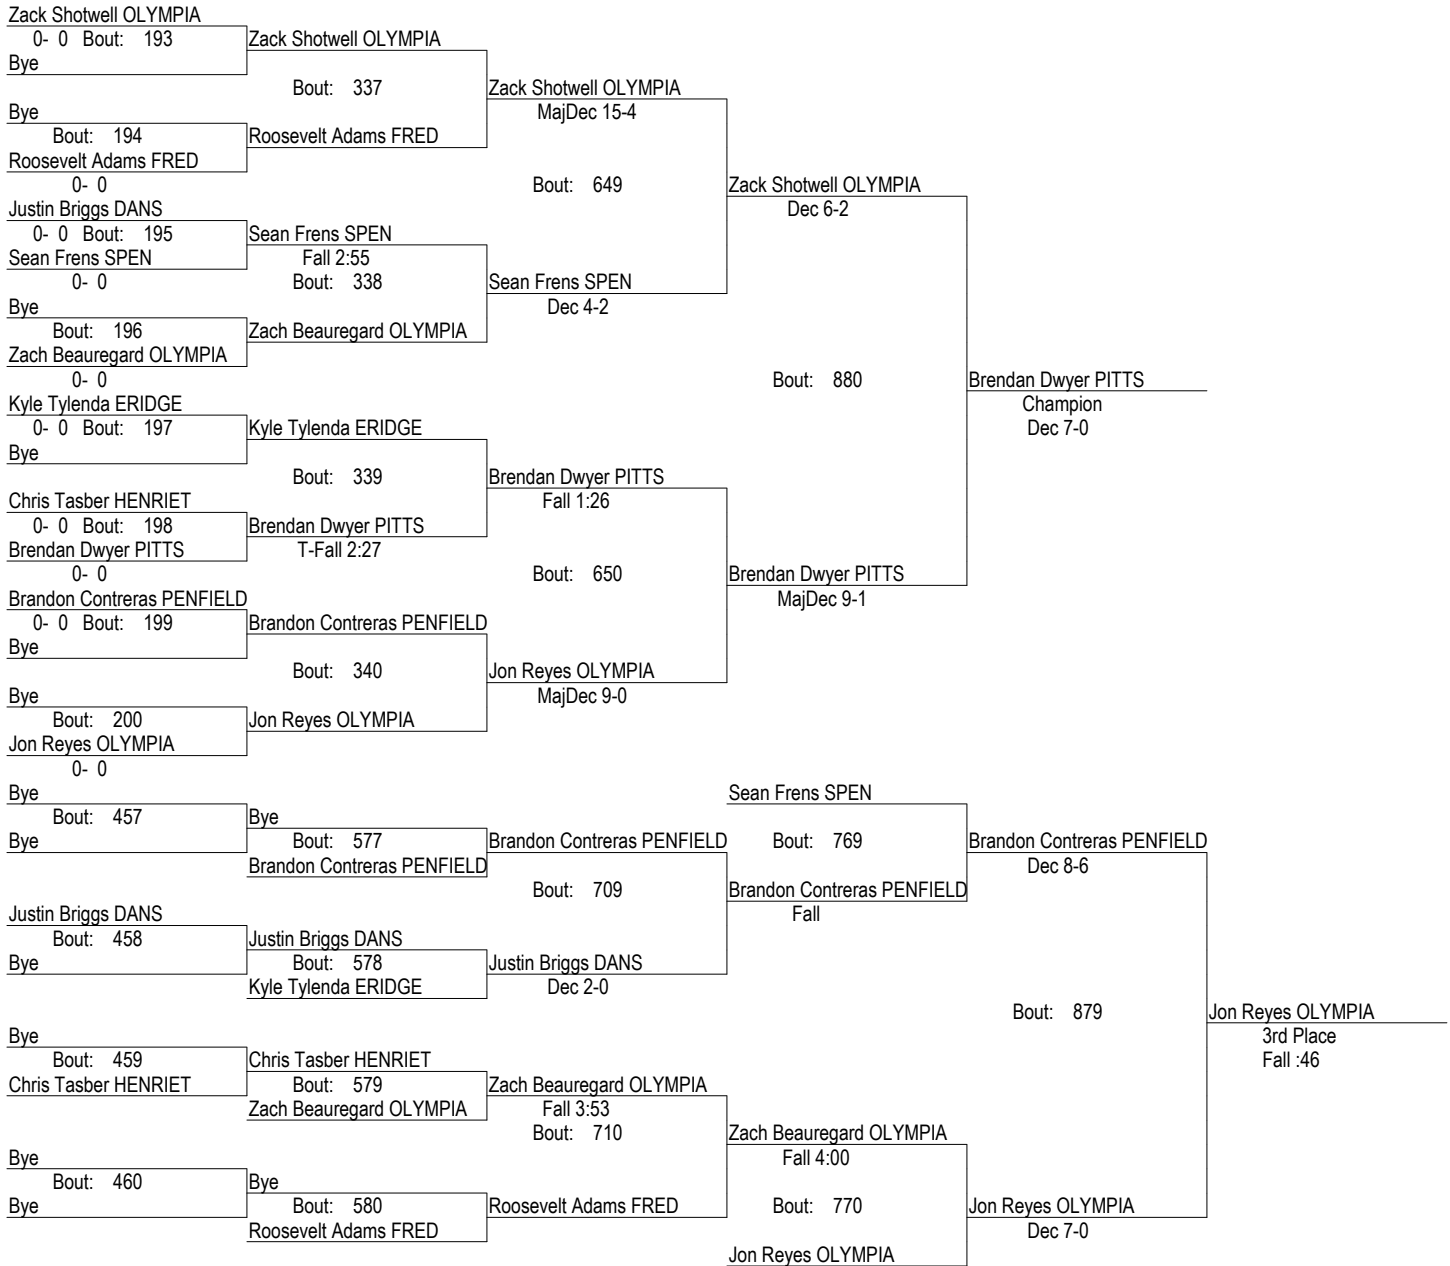 Zack Shotwell OLYMPIA
0- 0 Bout: 193
Zack Shotwell OLYMPIA
Bye
Bout: 337
Zack Shotwell OLYMPIA
Bye
MajDec 15-4
Bout: 194
Roosevelt Adams FRED
Roosevelt Adams FRED
0- 0
Bout: 649
Zack Shotwell OLYMPIA
Justin Briggs DANS
Dec 6-2
0- 0 Bout: 195
Sean Frens SPEN
Sean Frens SPEN
Fall 2:55
0- 0
Bout: 338
Sean Frens SPEN
Bye
Dec 4-2
Bout: 196
Zach Beauregard OLYMPIA
Zach Beauregard OLYMPIA
0- 0
Bout: 880
Brendan Dwyer PITTS
Kyle Tylenda ERIDGE
Champion
0- 0 Bout: 197
Kyle Tylenda ERIDGE
Dec 7-0
Bye
Bout: 339
Brendan Dwyer PITTS
Chris Tasber HENRIET
Fall 1:26
0- 0 Bout: 198
Brendan Dwyer PITTS
Brendan Dwyer PITTS
T-Fall 2:27
0- 0
Bout: 650
Brendan Dwyer PITTS
Brandon Contreras PENFIELD
MajDec 9-1
0- 0 Bout: 199
Brandon Contreras PENFIELD
Bye
Bout: 340
Jon Reyes OLYMPIA
Bye
MajDec 9-0
Bout: 200
Jon Reyes OLYMPIA
Jon Reyes OLYMPIA
0- 0
Bye
Sean Frens SPEN
Bout: 457
Bye
Bye
Bout: 577
Brandon Contreras PENFIELD
Bout: 769
Brandon Contreras PENFIELD
Brandon Contreras PENFIELD
Dec 8-6
Bout: 709
Brandon Contreras PENFIELD
Justin Briggs DANS
Fall
Bout: 458
Justin Briggs DANS
Bye
Bout: 578
Justin Briggs DANS
Kyle Tylenda ERIDGE
Dec 2-0
Bout: 879
Jon Reyes OLYMPIA
Bye
3rd Place
Bout: 459
Chris Tasber HENRIET
Fall :46
Chris Tasber HENRIET
Bout: 579
Zach Beauregard OLYMPIA
Zach Beauregard OLYMPIA
Fall 3:53
Bout: 710
Zach Beauregard OLYMPIA
Bye
Fall 4:00
Bout: 460
Bye
Bye
Bout: 580
Roosevelt Adams FRED
Bout: 770
Jon Reyes OLYMPIA
Roosevelt Adams FRED
Dec 7-0
Jon Reyes OLYMPIA